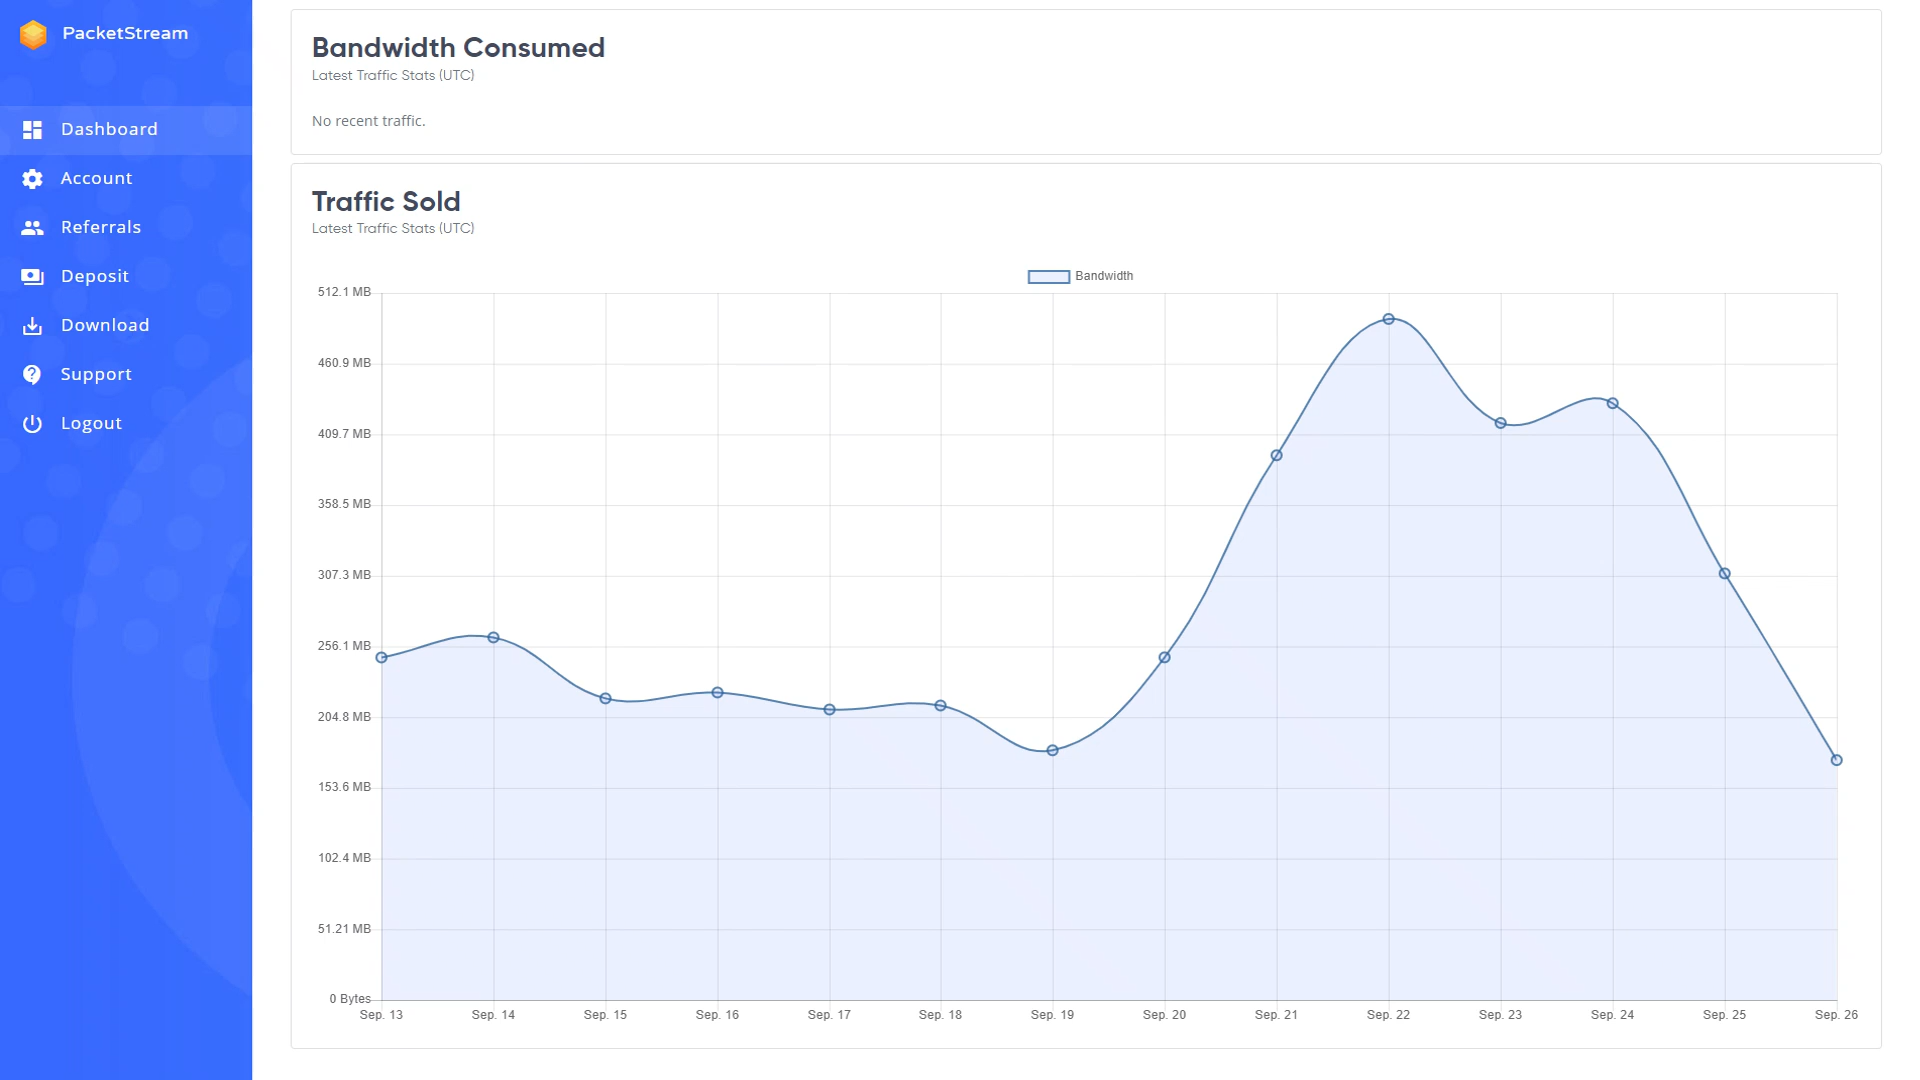 PacketStream
Dashboard
Account
Referrals
Deposit
Download
Support
Logout
Bandwidth Consumed
Latest Traffic Stats (UTC)
No recent traffic.
Traffic Sold
Latest Traffic Stats (UTC)
Bandwidth
512.1 MB
460.9 MB
409.7 MB
358.5 MB
307.3 MB
256.1 MB
204.8 MB
153.6 MB
102.4 MB
51.21 MB
0 Bytes
Sep. 13 Sep. 14 Sep. 15 Sep. 16 Sep. 17 Sep. 18 Sep. 19 Sep. 20 Sep. 21 Sep. 22 Sep. 23 Sep. 24 Sep. 25 Sep. 26